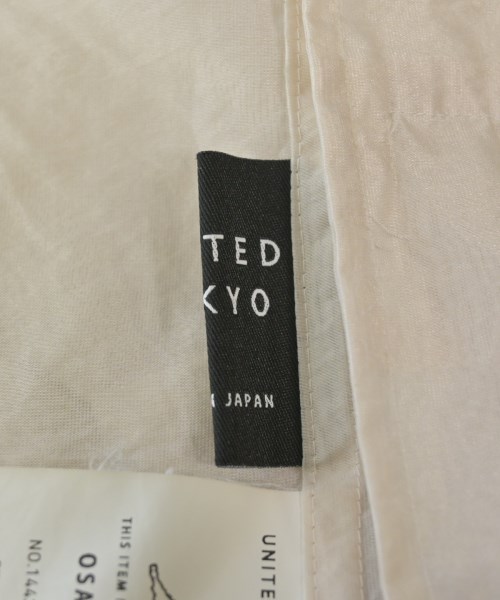 TED
KYO
JAPAN
UNITE
THIS ITEM
OSA
NO.144